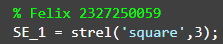 % Felix 2327250059
SE_1 = strel('square',3);